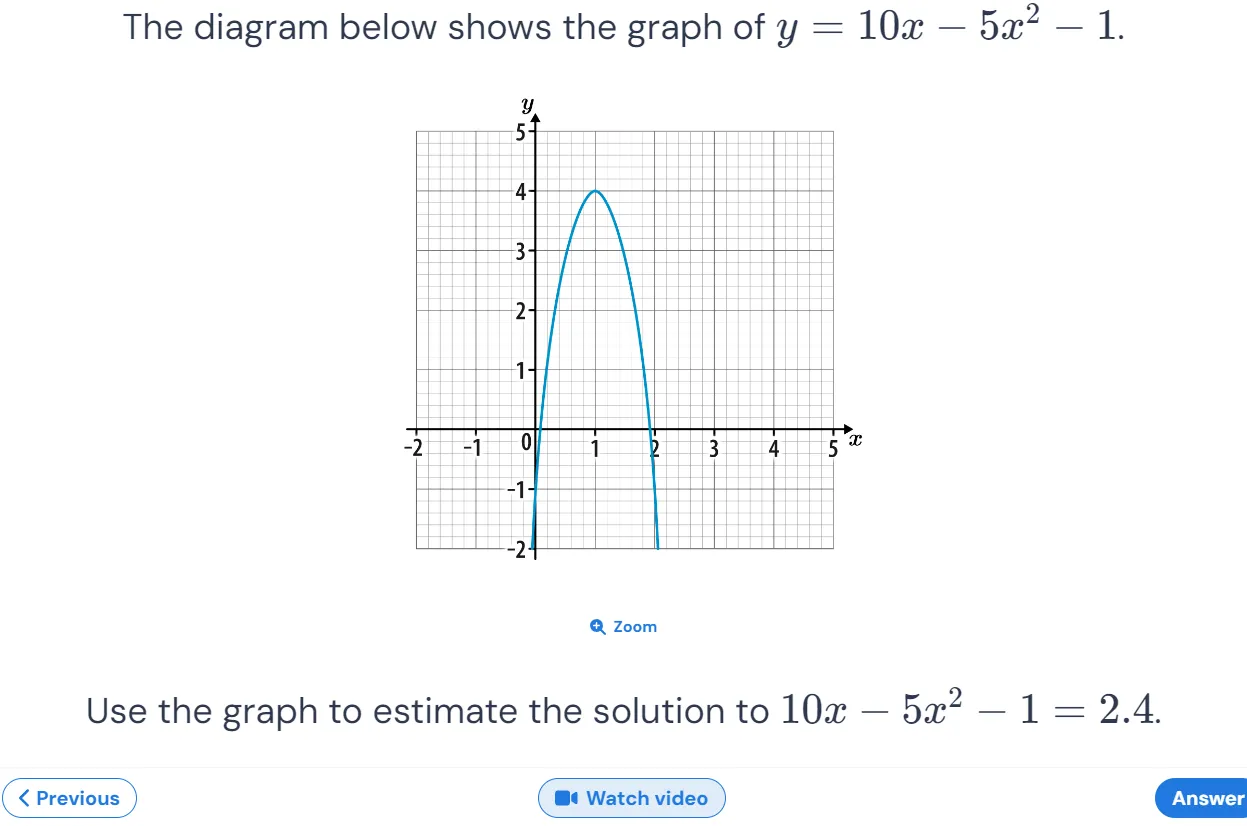 The diagram below shows the graph of y = 10x − 5x² − 1.
y
5
4
3
2
1
-2 -1 0 1 2 3 4 5 x
-1
-2
Zoom
Use the graph to estimate the solution to 10x − 5x² − 1 = 2.4.
Previous Watch video Answer